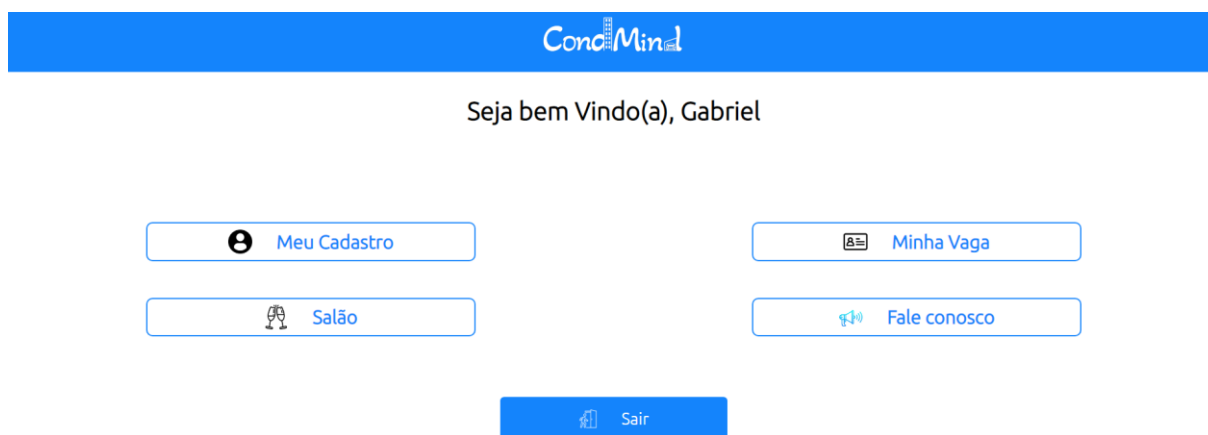 CondMind
Seja bem Vindo(a), Gabriel
Meu Cadastro
Minha Vaga
Salão
Fale conosco
Sair